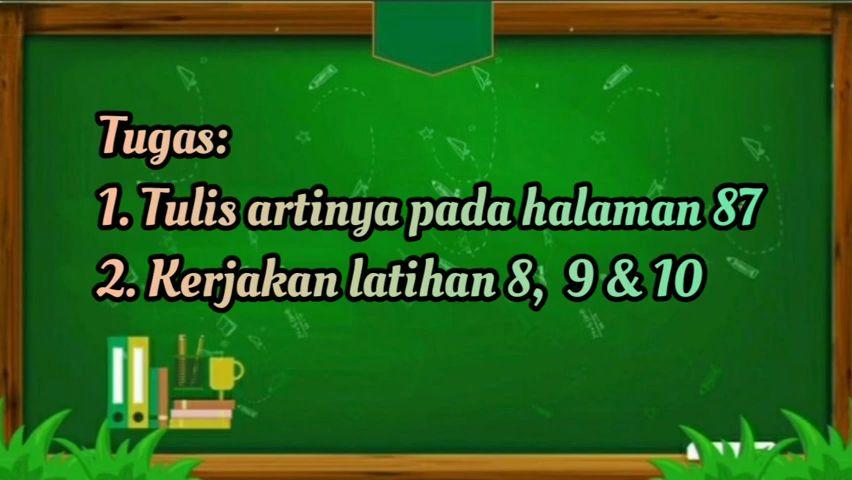 Tugas:
1. Tulis artinya pada halaman 87
2. Kerjakan latihan 8, 9 & 10